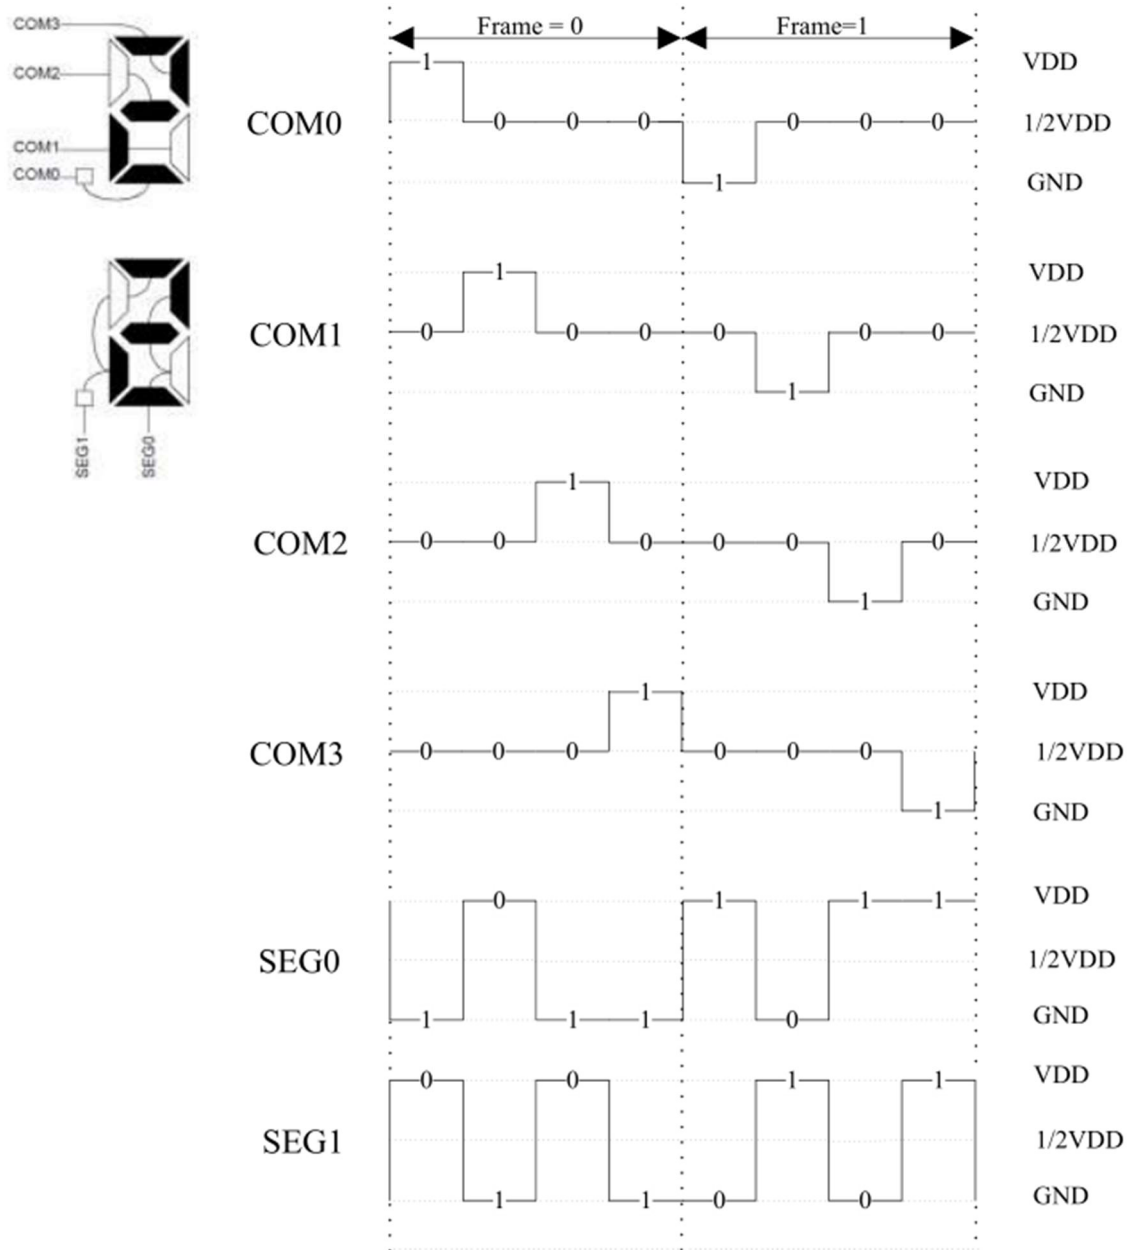 COM3
COM2
COM1
COM0
SEG1 SEG0
Frame = 0 Frame=1
COM0
1 0 0 0 1 0 0 0
VDD
1/2VDD
GND
COM1
0 1 0 0 0 1 0 0
VDD
1/2VDD
GND
COM2
0 0 1 0 0 0 1 0
VDD
1/2VDD
GND
COM3
0 0 0 1 0 0 0 1
VDD
1/2VDD
GND
SEG0
1 0 1 1 1 0 1 1
VDD
1/2VDD
GND
SEG1
0 1 0 1 0 1 0 1
VDD
1/2VDD
GND